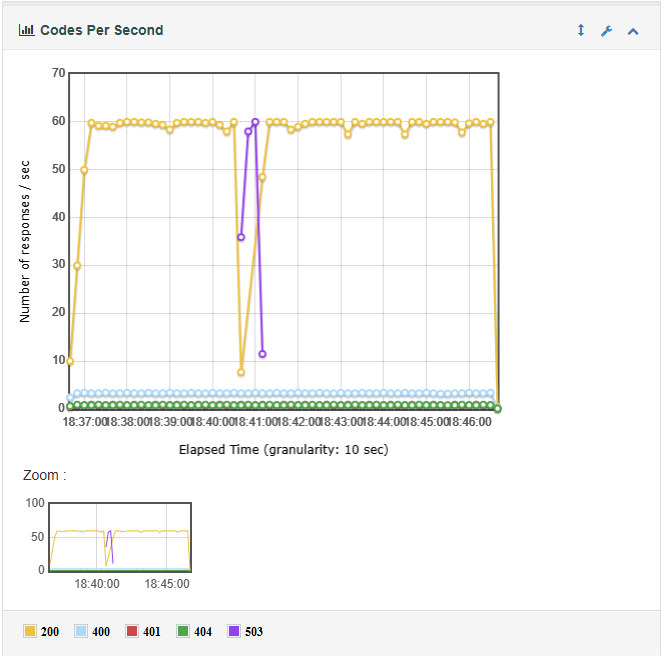 Codes Per Second
70
60
50
40
30
20
10
0
Number of responses / sec
18:37:00 18:38:00 18:39:00 18:40:00 18:41:00 18:42:00 18:43:00 18:44:00 18:45:00 18:46:00
Elapsed Time (granularity: 10 sec)
Zoom :
100
50
0
18:40:00 18:45:00
200 400 401 404 503